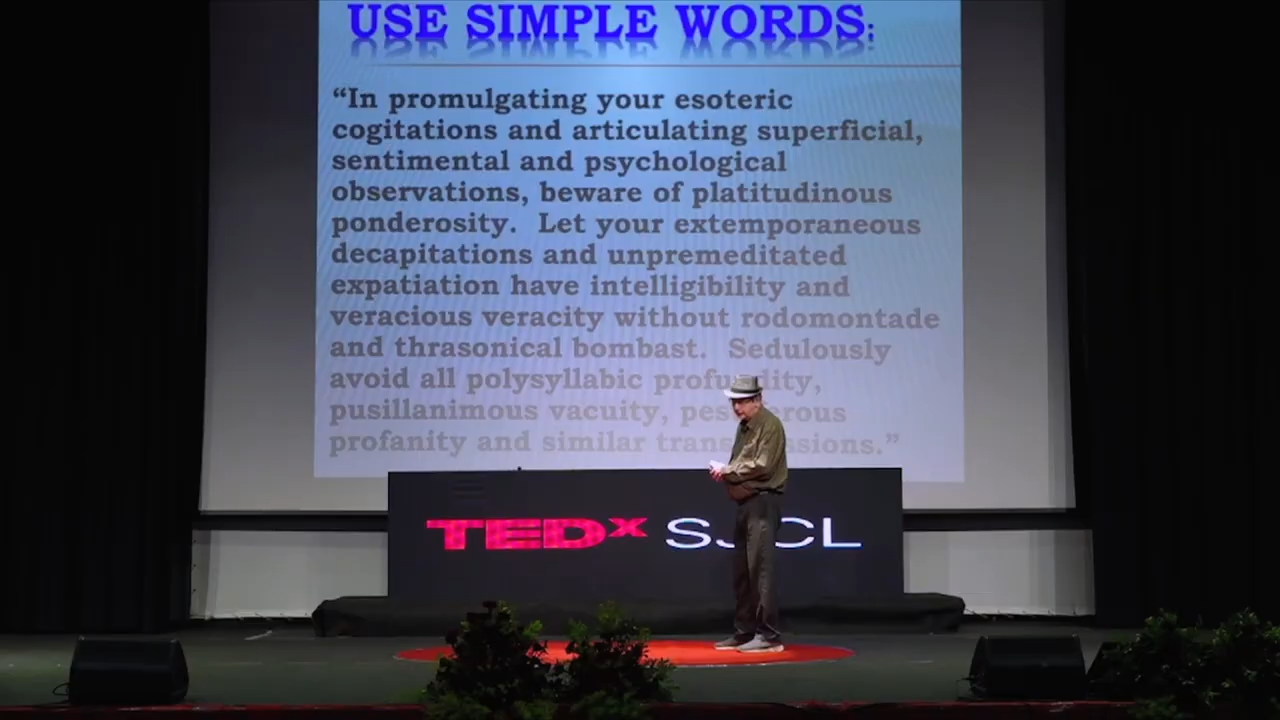 USE SIMPLE WORDS:
“In promulgating your esoteric
cogitations and articulating superficial,
sentimental and psychological
observations, beware of platitudinous
ponderosity. Let your extemporaneous
decapitations and unpremeditated
expatiation have intelligibility and
veracious veracity without rodomontade
and thrasonical bombast. Sedulously
avoid all polysyllabic
pusillanimous vacuity,
profanity and similar
TEDx